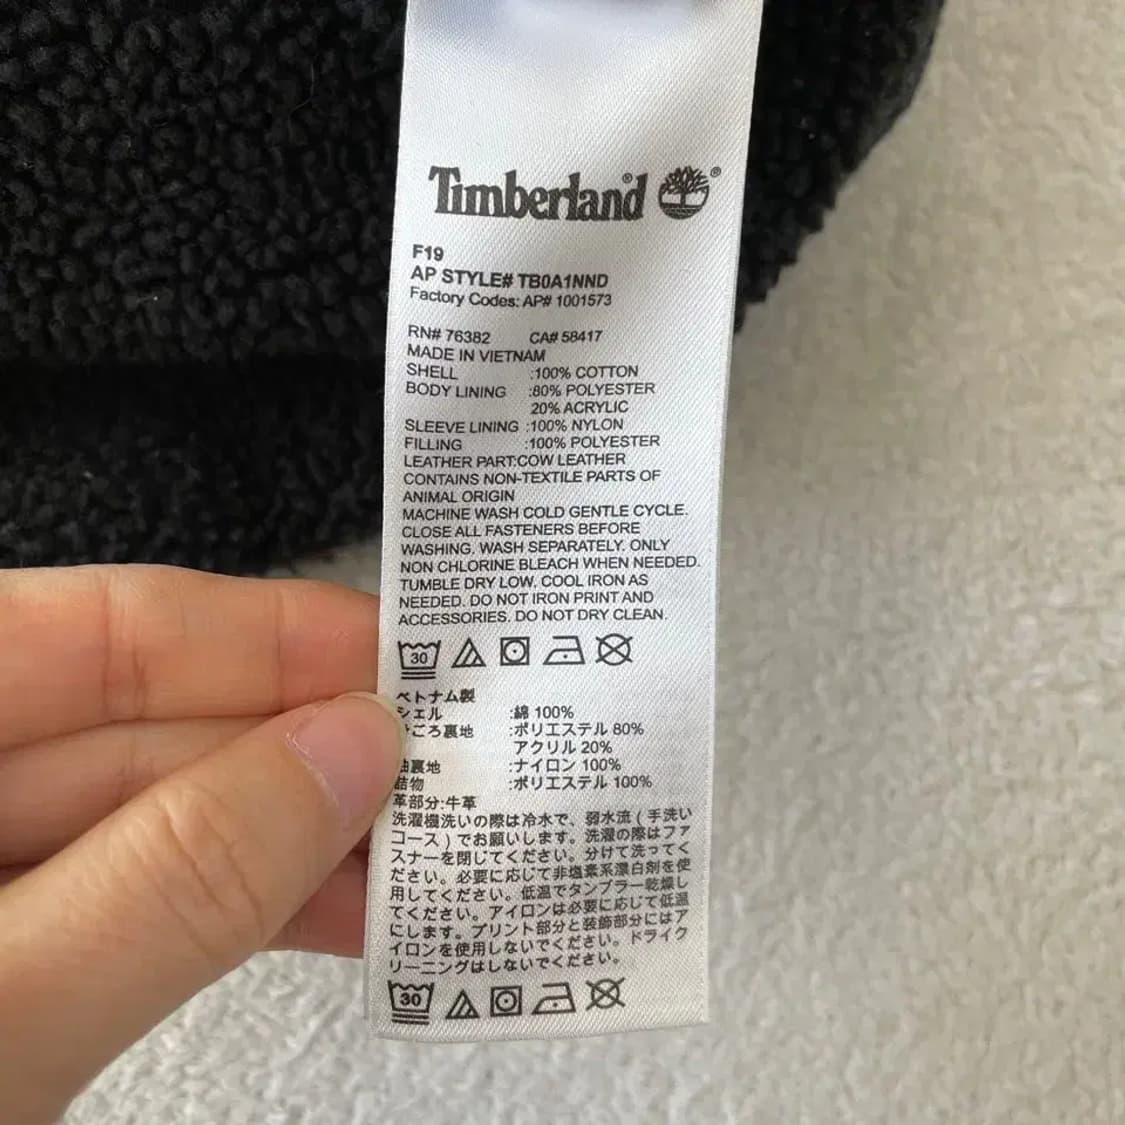 Timberland
F19
AP STYLE# TB0A1NND
Factory Codes: AP# 1001573
RN# 76382 CA# 58417
MADE IN VIETNAM
SHELL :100% COTTON
BODY LINING :80% POLYESTER
20% ACRYLIC
SLEEVE LINING :100% NYLON
FILLING :100% POLYESTER
LEATHER PART:COW LEATHER
CONTAINS NON-TEXTILE PARTS OF
ANIMAL ORIGIN
MACHINE WASH COLD GENTLE CYCLE.
CLOSE ALL FASTENERS BEFORE
WASHING. WASH SEPARATELY. ONLY
NON CHLORINE BLEACH WHEN NEEDED.
TUMBLE DRY LOW. COOL IRON AS
NEEDED. DO NOT IRON PRINT AND
ACCESSORIES. DO NOT DRY CLEAN.
30
ベトナム製
シェル :綿 100%
ごろ裏地 :ポリエステル 80%
アクリル 20%
裏地 :ナイロン 100%
詰物 :ポリエステル 100%
革部分:牛革
洗濯機洗いの際は冷水で、弱水流 ( 手洗い
コース ) でお願いします。洗濯の際はファ
スナーを閉じてください。分けて洗ってく
ださい。必要に応じて非塩素系漂白剤を使
用してください。低温でタンブラー乾燥し
てください。アイロンは必要に応じて低温
にします。プリント部分と装飾部分にはア
イロンを使用しないでください。ドライク
リーニングはしないでください。
30